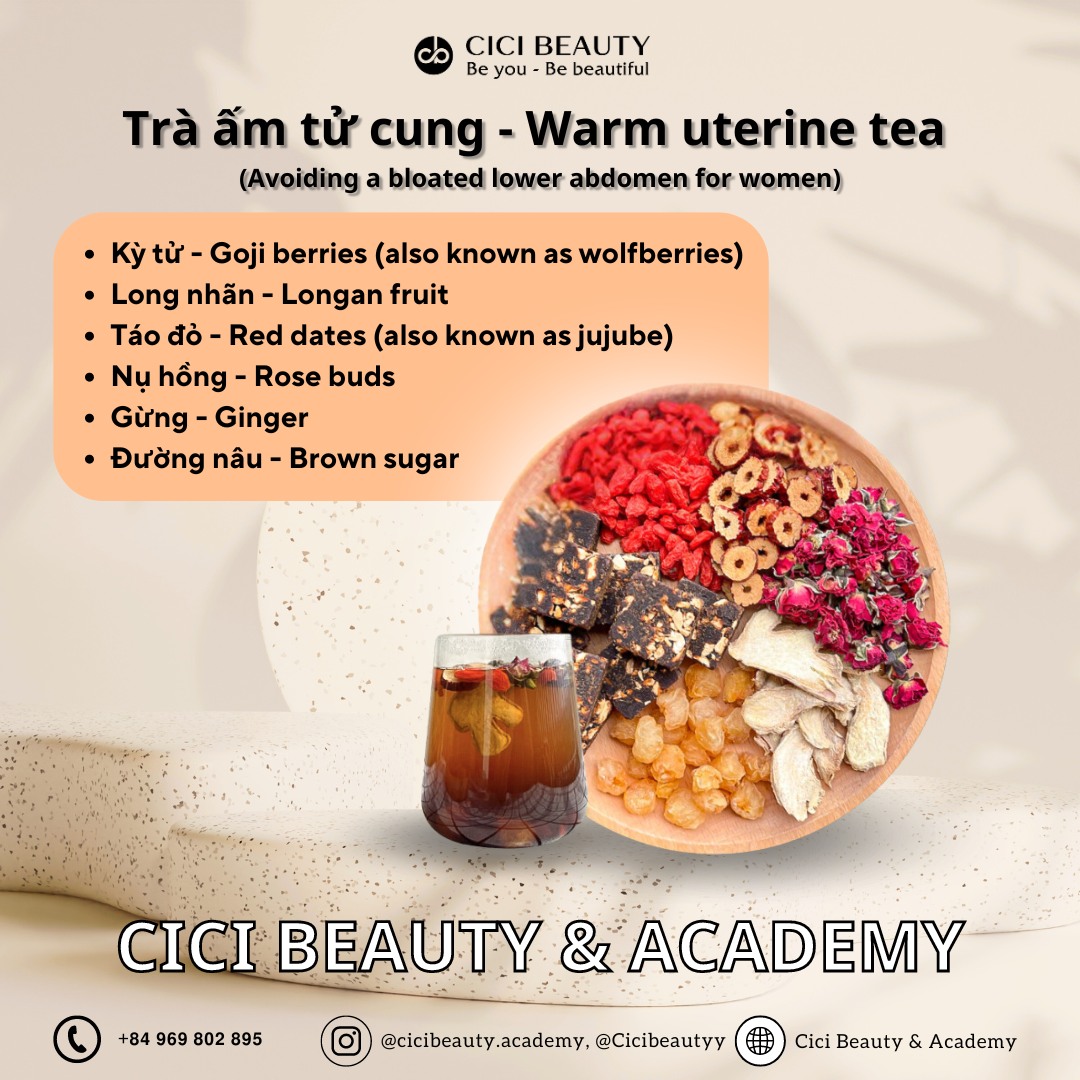 CICI BEAUTY
Be you - Be beautiful
Trà ấm tử cung - Warm uterine tea
(Avoiding a bloated lower abdomen for women)
• Kỳ tử - Goji berries (also known as wolfberries)
• Long nhãn - Longan fruit
• Táo đỏ - Red dates (also known as jujube)
• Nụ hồng - Rose buds
• Gừng - Ginger
• Đường nâu - Brown sugar
CICI BEAUTY & ACADEMY
+84 969 802 895
@cicibeauty.academy, @Cicibeautyy
Cici Beauty & Academy